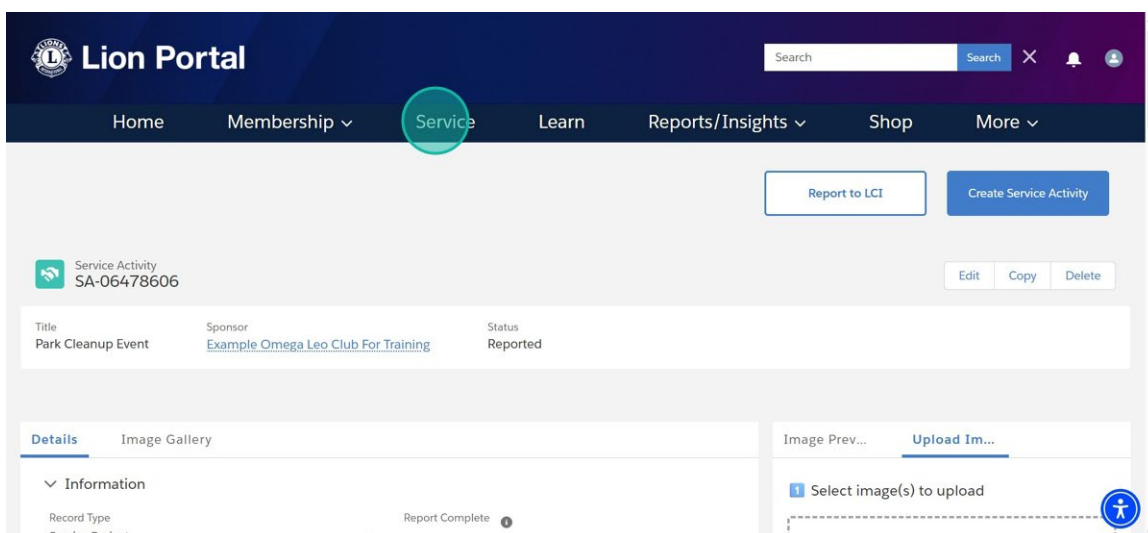 LIONS
L
Lion Portal
Search
Search
Home Membership Service Learn Reports/Insights Shop More
Report to LCI Create Service Activity
Service Activity
SA-06478606
Edit Copy Delete
Title Sponsor Status
Park Cleanup Event Example Omega Leo Club For Training Reported
Details Image Gallery
Image Prev... Upload Im...
Information
1 Select image(s) to upload
Record Type Report Complete